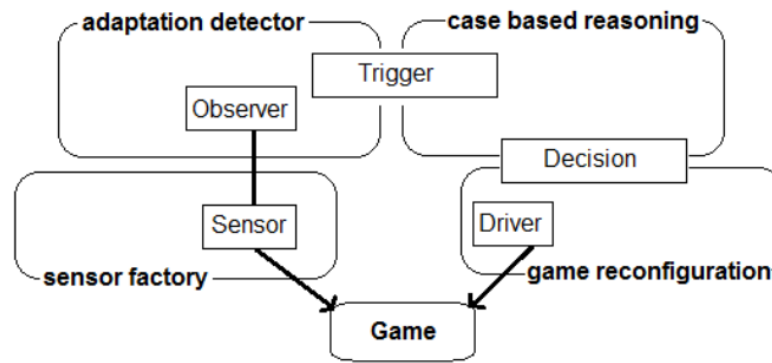 adaptation detector
case based reasoning
Trigger
Observer
Decision
Sensor
Driver
sensor factory
game reconfiguration
Game